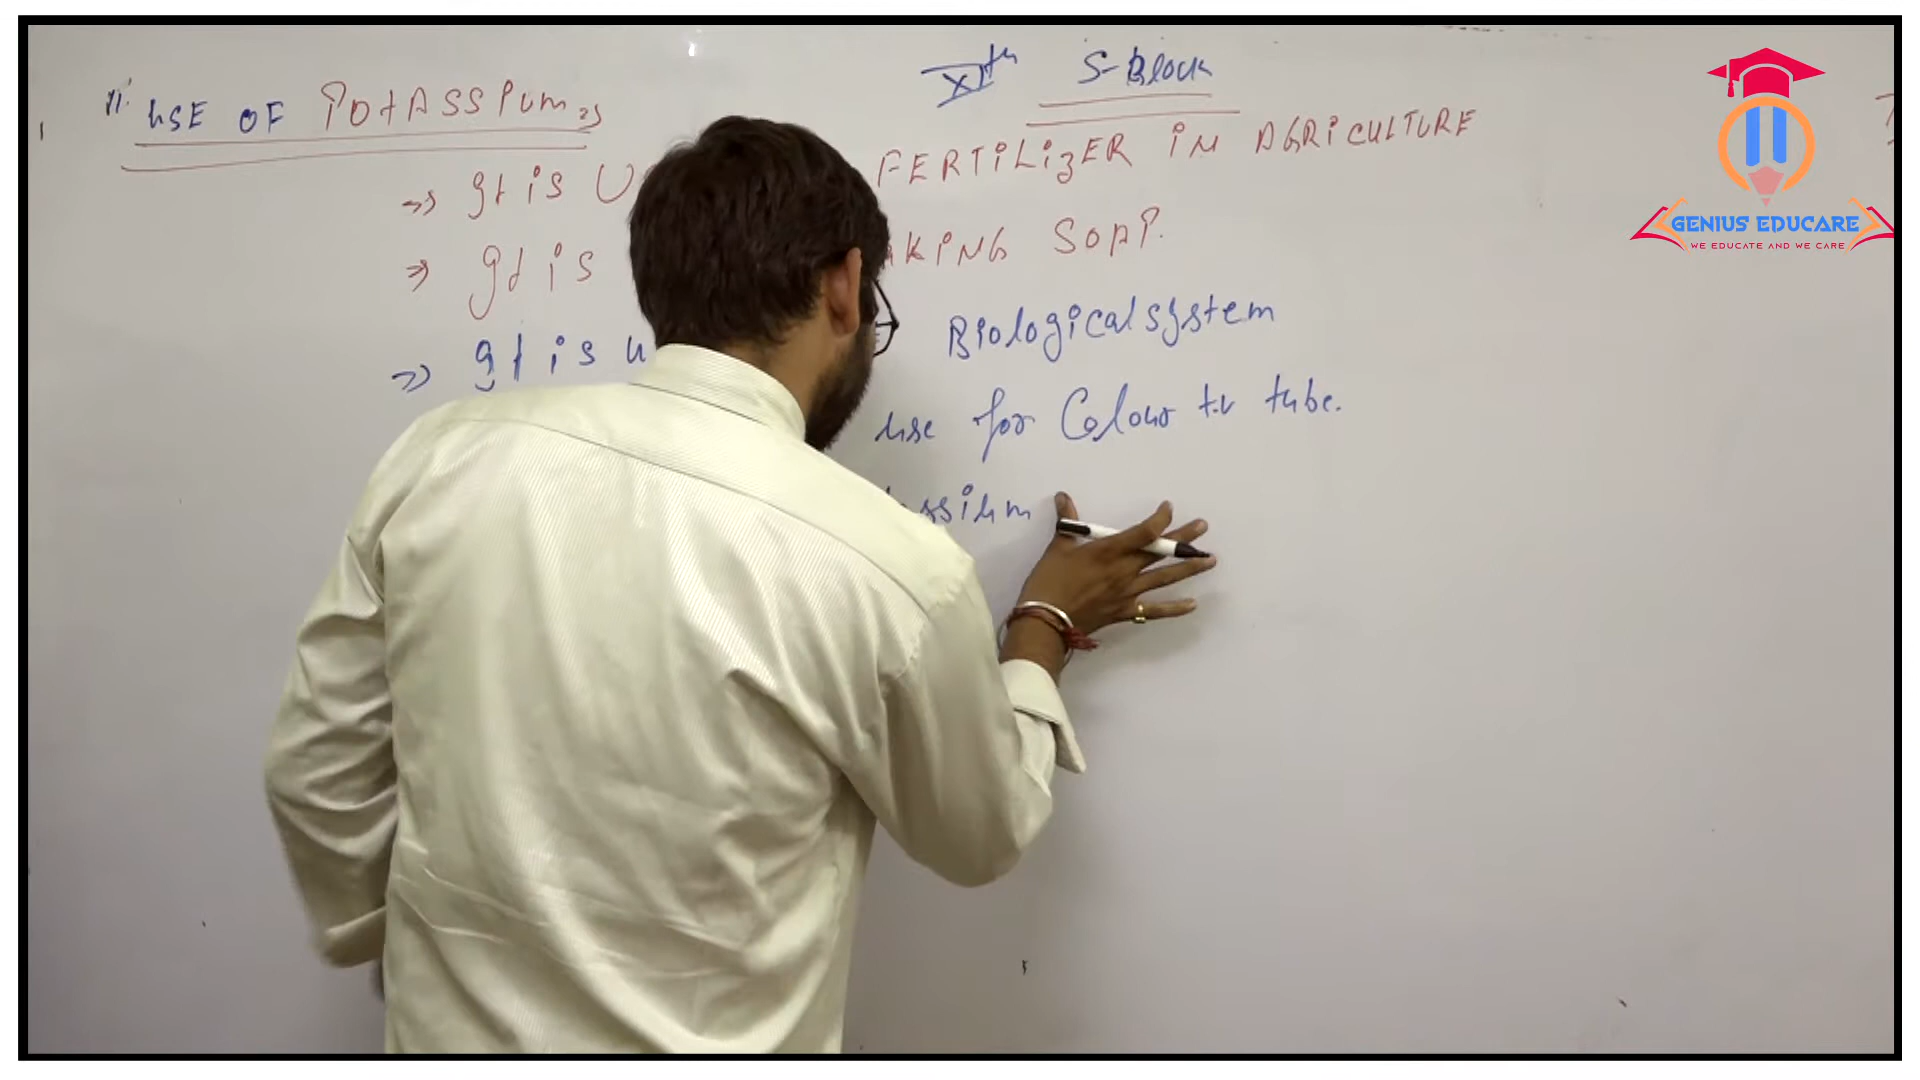 XIth S-Block
11. USE OF POTASSIUM
→ It is U FERTILIZER IN AGRICULTURE
→ It is AKING SOAP.
→ It is u Biological system
use for Colour t.v tube.
ssium
GENIUS EDUCARE
WE EDUCATE AND WE CARE